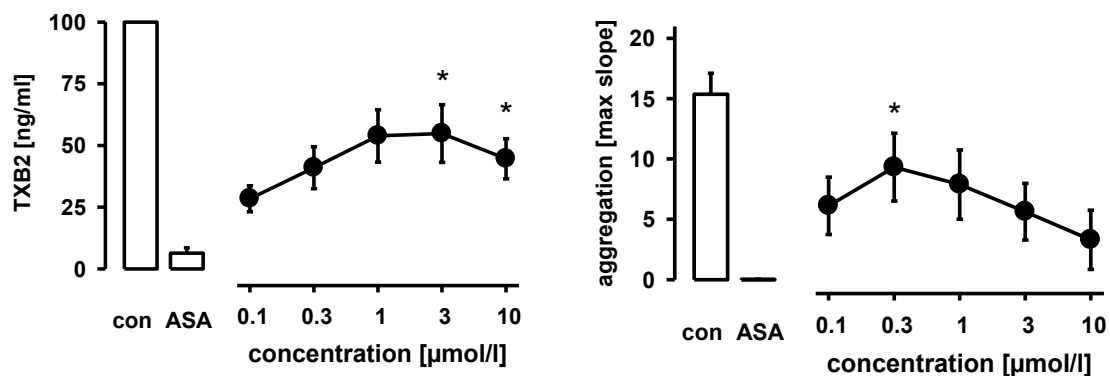 TXB2 [ng/ml]
100
75
50
25
0
con ASA
* *
0.1 0.3 1 3 10
concentration [µmol/l]
aggregation [max slope]
20
15
10
5
0
con ASA
*
0.1 0.3 1 3 10
concentration [µmol/l]